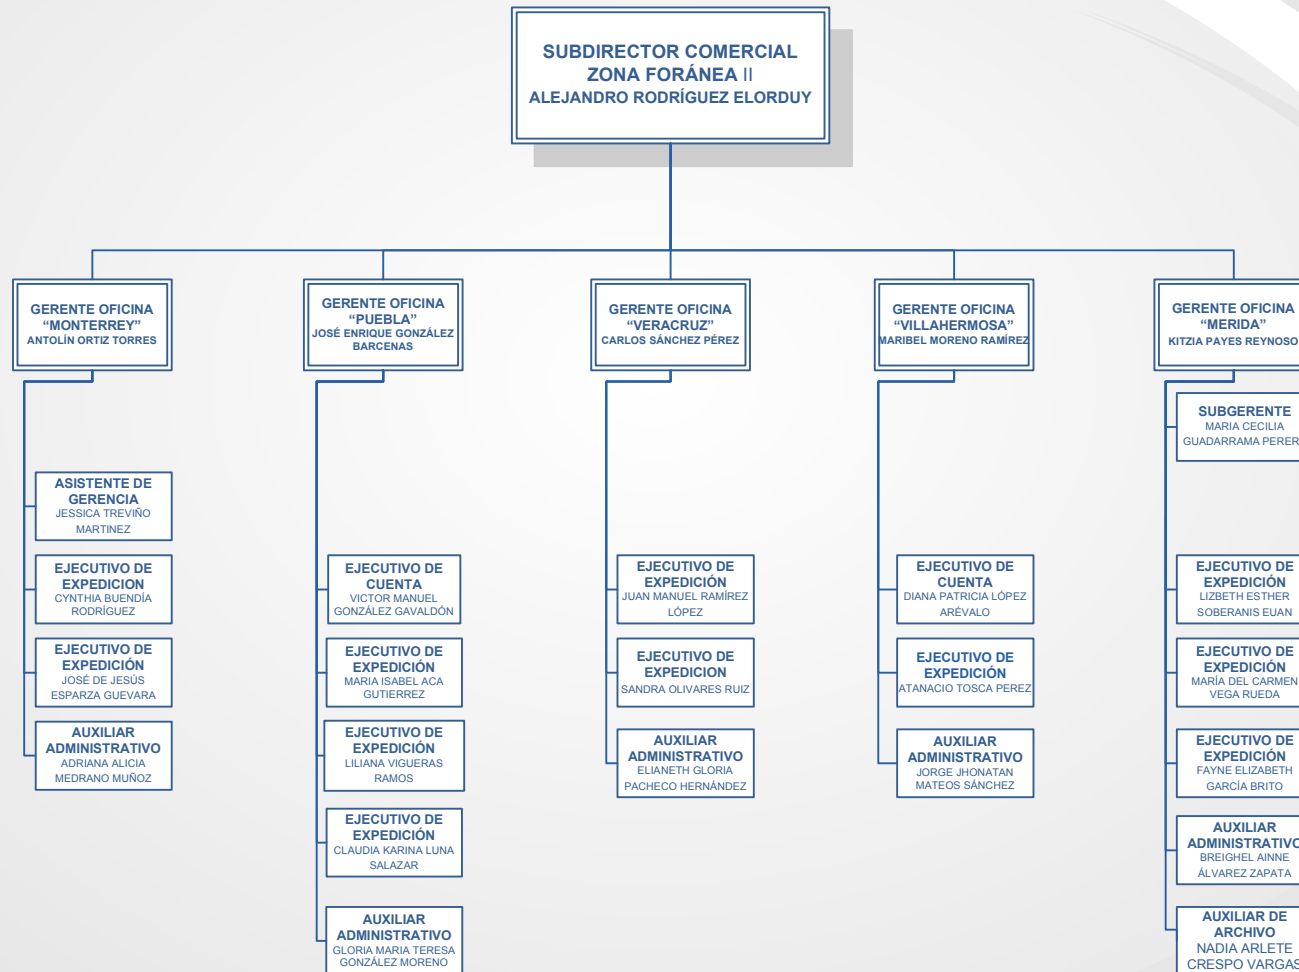 SUBDIRECTOR COMERCIAL
ZONA FORÁNEA II
ALEJANDRO RODRÍGUEZ ELORDUY
GERENTE OFICINA
“MONTERREY”
ANTOLÍN ORTIZ TORRES
ASISTENTE DE
GERENCIA
JESSICA TREVIÑO
MARTINEZ
EJECUTIVO DE
EXPEDICION
CYNTHIA BUENDÍA
RODRÍGUEZ
EJECUTIVO DE
EXPEDICIÓN
JOSÉ DE JESÚS
ESPARZA GUEVARA
AUXILIAR
ADMINISTRATIVO
ADRIANA ALICIA
MEDRANO MUÑOZ
GERENTE OFICINA
“PUEBLA”
JOSÉ ENRIQUE GONZÁLEZ
BARCENAS
EJECUTIVO DE
CUENTA
VICTOR MANUEL
GONZÁLEZ GAVALDÓN
EJECUTIVO DE
EXPEDICIÓN
MARIA ISABEL ACA
GUTIERREZ
EJECUTIVO DE
EXPEDICIÓN
LILIANA VIGUERAS
RAMOS
EJECUTIVO DE
EXPEDICIÓN
CLAUDIA KARINA LUNA
SALAZAR
AUXILIAR
ADMINISTRATIVO
GLORIA MARIA TERESA
GONZÁLEZ MORENO
GERENTE OFICINA
“VERACRUZ”
CARLOS SÁNCHEZ PÉREZ
EJECUTIVO DE
EXPEDICIÓN
JUAN MANUEL RAMÍREZ
LÓPEZ
EJECUTIVO DE
EXPEDICION
SANDRA OLIVARES RUIZ
AUXILIAR
ADMINISTRATIVO
ELIANETH GLORIA
PACHECO HERNÁNDEZ
GERENTE OFICINA
“VILLAHERMOSA”
MARIBEL MORENO RAMÍREZ
EJECUTIVO DE
CUENTA
DIANA PATRICIA LÓPEZ
ARÉVALO
EJECUTIVO DE
EXPEDICIÓN
ATANACIO TOSCA PEREZ
AUXILIAR
ADMINISTRATIVO
JORGE JHONATAN
MATEOS SÁNCHEZ
GERENTE OFICINA
“MERIDA”
KITZIA PAYES REYNOSO
SUBGERENTE
MARIA CECILIA
GUADARRAMA PERER
EJECUTIVO DE
EXPEDICIÓN
LIZBETH ESTHER
SOBERANIS EUAN
EJECUTIVO DE
EXPEDICIÓN
MARÍA DEL CARMEN
VEGA RUEDA
EJECUTIVO DE
EXPEDICIÓN
FAYNE ELIZABETH
GARCÍA BRITO
AUXILIAR
ADMINISTRATIVO
BREIGHEL AINNE
ÁLVAREZ ZAPATA
AUXILIAR DE
ARCHIVO
NADIA ARLETE
CRESPO VARGAS